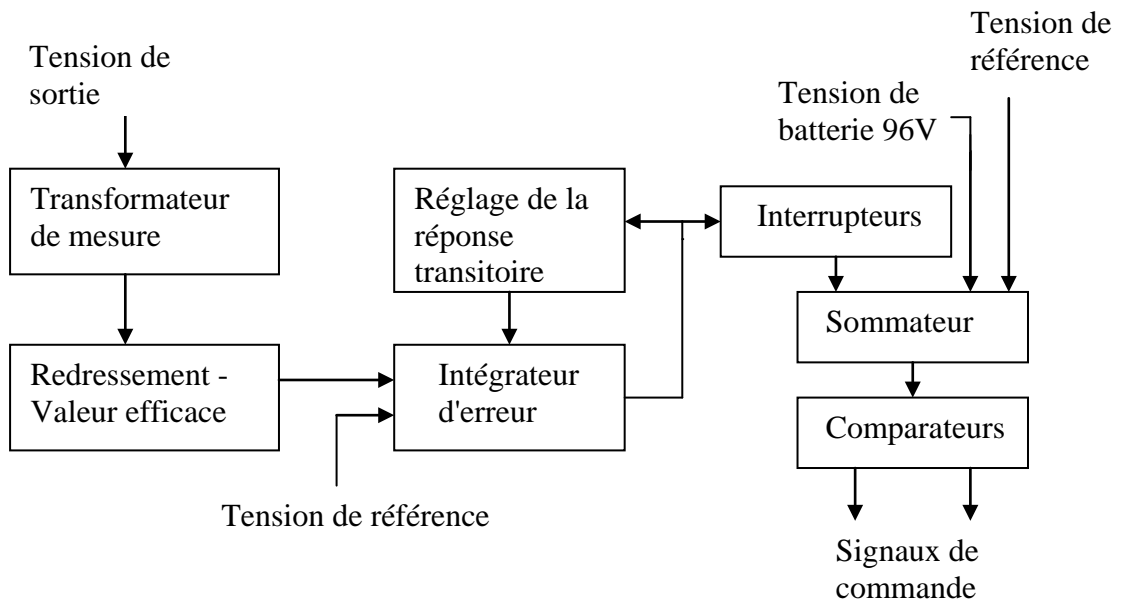 Tension de
sortie
Tension de
référence
Tension de
batterie 96V
Transformateur
de mesure
Réglage de la
réponse
transitoire
Interrupteurs
Sommateur
Redressement -
Valeur efficace
Intégrateur
d'erreur
Comparateurs
Tension de référence
Signaux de
commande